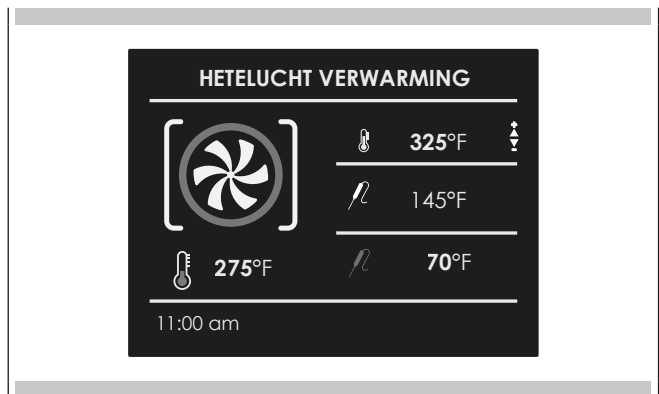 HETELUCHT VERWARMING
325°F
145°F
275°F
70°F
11:00 am